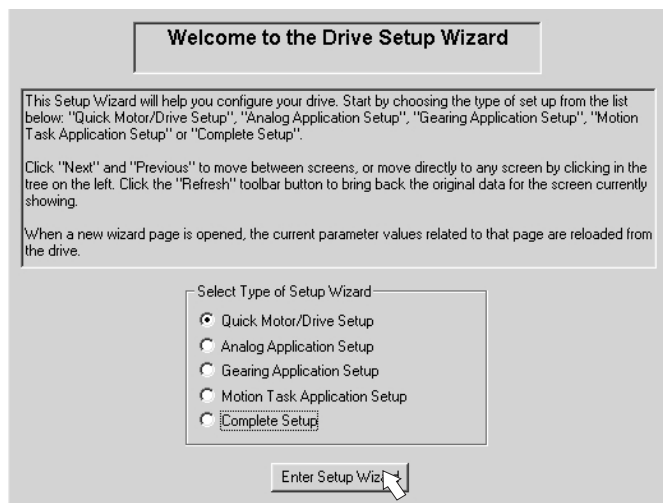 Welcome to the Drive Setup Wizard
This Setup Wizard will help you configure your drive. Start by choosing the type of set up from the list
below: "Quick Motor/Drive Setup", "Analog Application Setup", "Gearing Application Setup", "Motion
Task Application Setup" or "Complete Setup".
Click "Next" and "Previous" to move between screens, or move directly to any screen by clicking in the
tree on the left. Click the "Refresh" toolbar button to bring back the original data for the screen currently
showing.
When a new wizard page is opened, the current parameter values related to that page are reloaded from
the drive.
Select Type of Setup Wizard
Quick Motor/Drive Setup
Analog Application Setup
Gearing Application Setup
Motion Task Application Setup
Complete Setup
Enter Setup Wizard